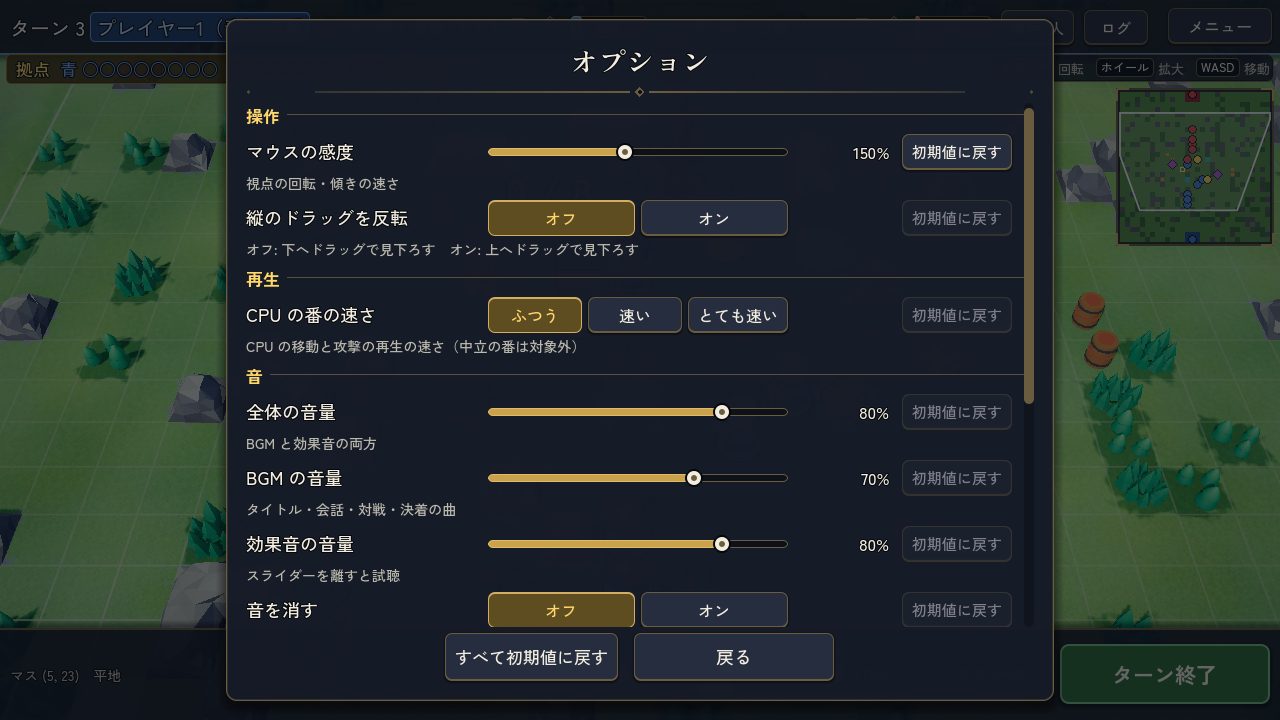 ターン 3 プレイヤー1
ログ
メニュー
拠点 青
回転 ホイール 拡大 WASD 移動
オプション
操作
マウスの感度 150% 初期値に戻す
視点の回転・傾きの速さ
縦のドラッグを反転 オフ オン 初期値に戻す
オフ: 下へドラッグで見下ろす オン: 上へドラッグで見下ろす
再生
CPU の番の速さ ふつう 速い とても速い 初期値に戻す
CPU の移動と攻撃の再生の速さ（中立の番は対象外）
音
全体の音量 80% 初期値に戻す
BGM と効果音の両方
BGM の音量 70% 初期値に戻す
タイトル・会話・対戦・決着の曲
効果音の音量 80% 初期値に戻す
スライダーを離すと試聴
音を消す オフ オン 初期値に戻す
すべて初期値に戻す 戻る
マス (5, 23) 平地
ターン終了